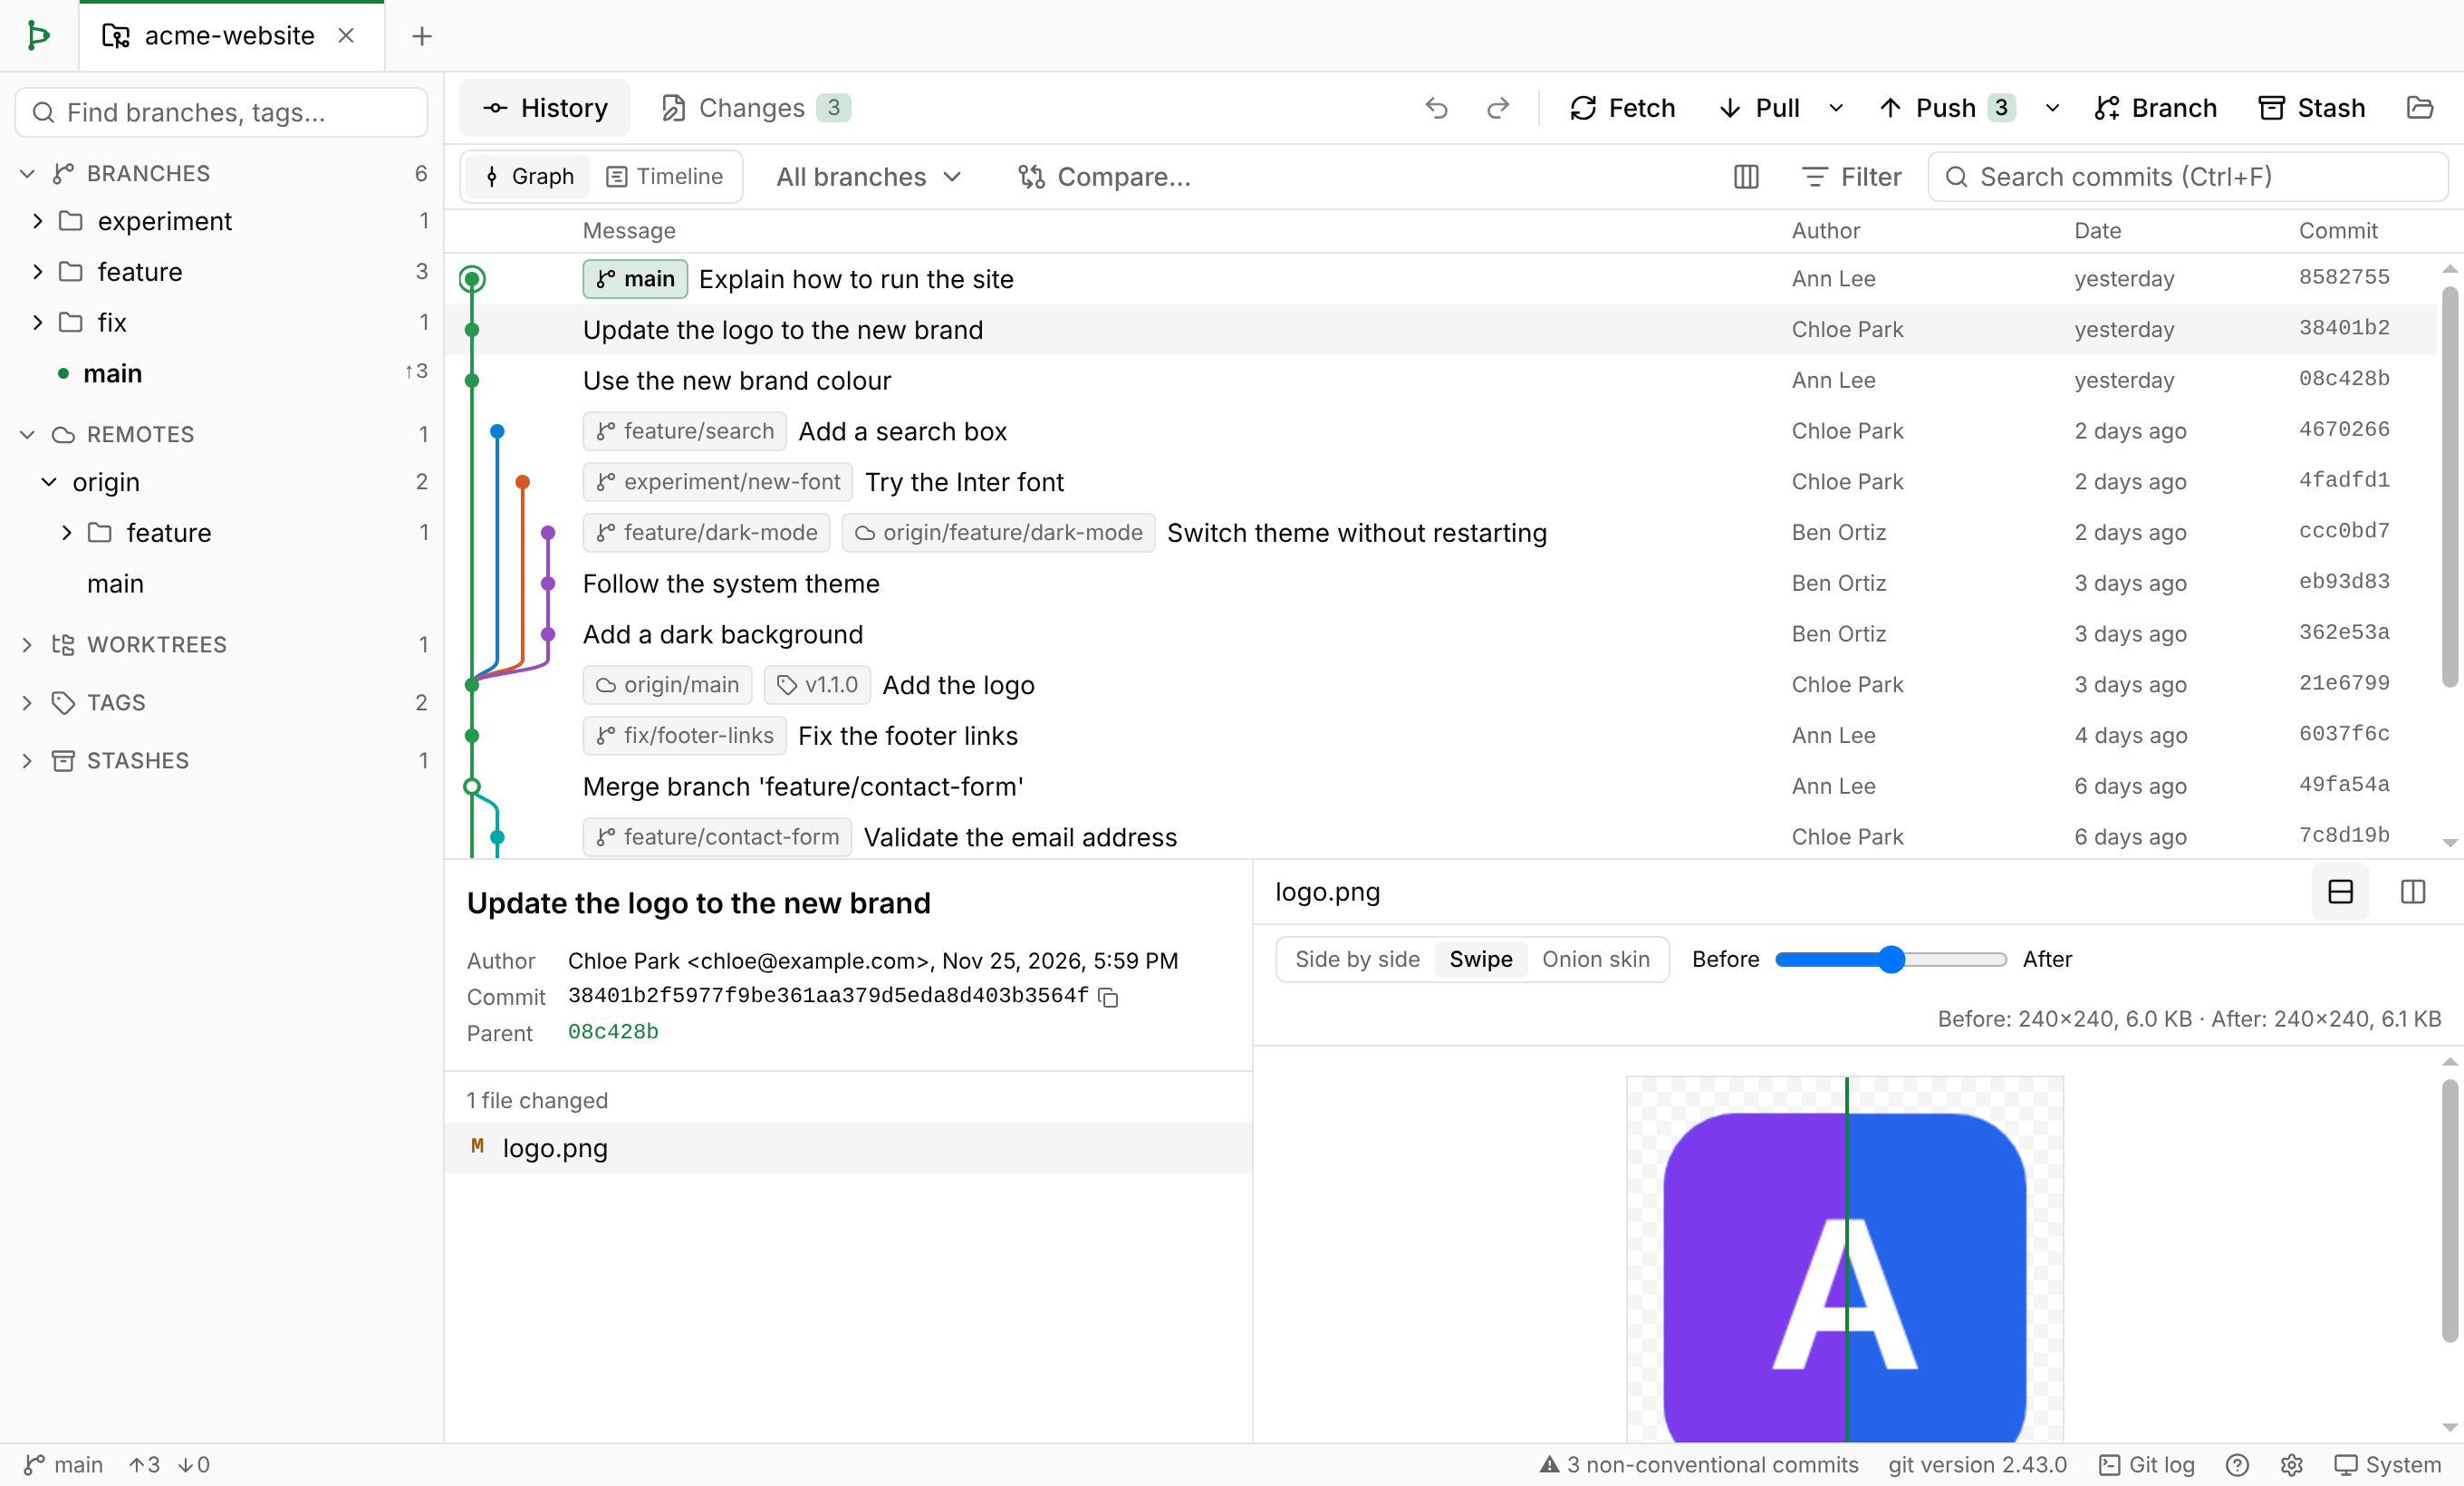 acme-website
Find branches, tags...
BRANCHES 6
experiment 1
feature 3
fix 1
main ↑3
REMOTES 1
origin 2
feature 1
main
WORKTREES 1
TAGS 2
STASHES 1
History Changes 3 Fetch Pull Push 3 Branch Stash
Graph Timeline All branches Compare... Filter Search commits (Ctrl+F)
Message Author Date Commit
main Explain how to run the site Ann Lee yesterday 8582755
Update the logo to the new brand Chloe Park yesterday 38401b2
Use the new brand colour Ann Lee yesterday 08c428b
feature/search Add a search box Chloe Park 2 days ago 4670266
experiment/new-font Try the Inter font Chloe Park 2 days ago 4fadfd1
feature/dark-mode origin/feature/dark-mode Switch theme without restarting Ben Ortiz 2 days ago ccc0bd7
Follow the system theme Ben Ortiz 3 days ago eb93d83
Add a dark background Ben Ortiz 3 days ago 362e53a
origin/main v1.1.0 Add the logo Chloe Park 3 days ago 21e6799
fix/footer-links Fix the footer links Ann Lee 4 days ago 6037f6c
Merge branch 'feature/contact-form' Ann Lee 6 days ago 49fa54a
feature/contact-form Validate the email address Chloe Park 6 days ago 7c8d19b
Update the logo to the new brand
Author Chloe Park <chloe@example.com>, Nov 25, 2026, 5:59 PM
Commit 38401b2f5977f9be361aa379d5eda8d403b3564f
Parent 08c428b
1 file changed
M logo.png
logo.png
Side by side Swipe Onion skin Before After
Before: 240×240, 6.0 KB · After: 240×240, 6.1 KB
A
main ↑3 ↓0 3 non-conventional commits git version 2.43.0 Git log System